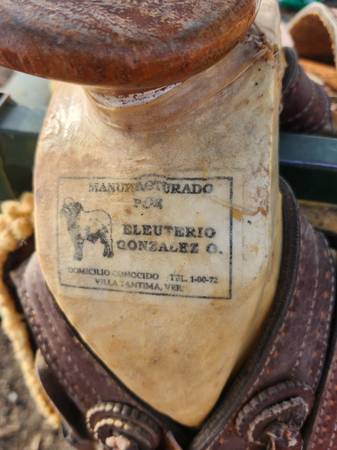 MANUFACTURADO
POR
ELEUTERIO
GONZALEZ O.
DOMICILIO CONOCIDO TEL. 1-00-72
VILLA TANTIMA, VER.